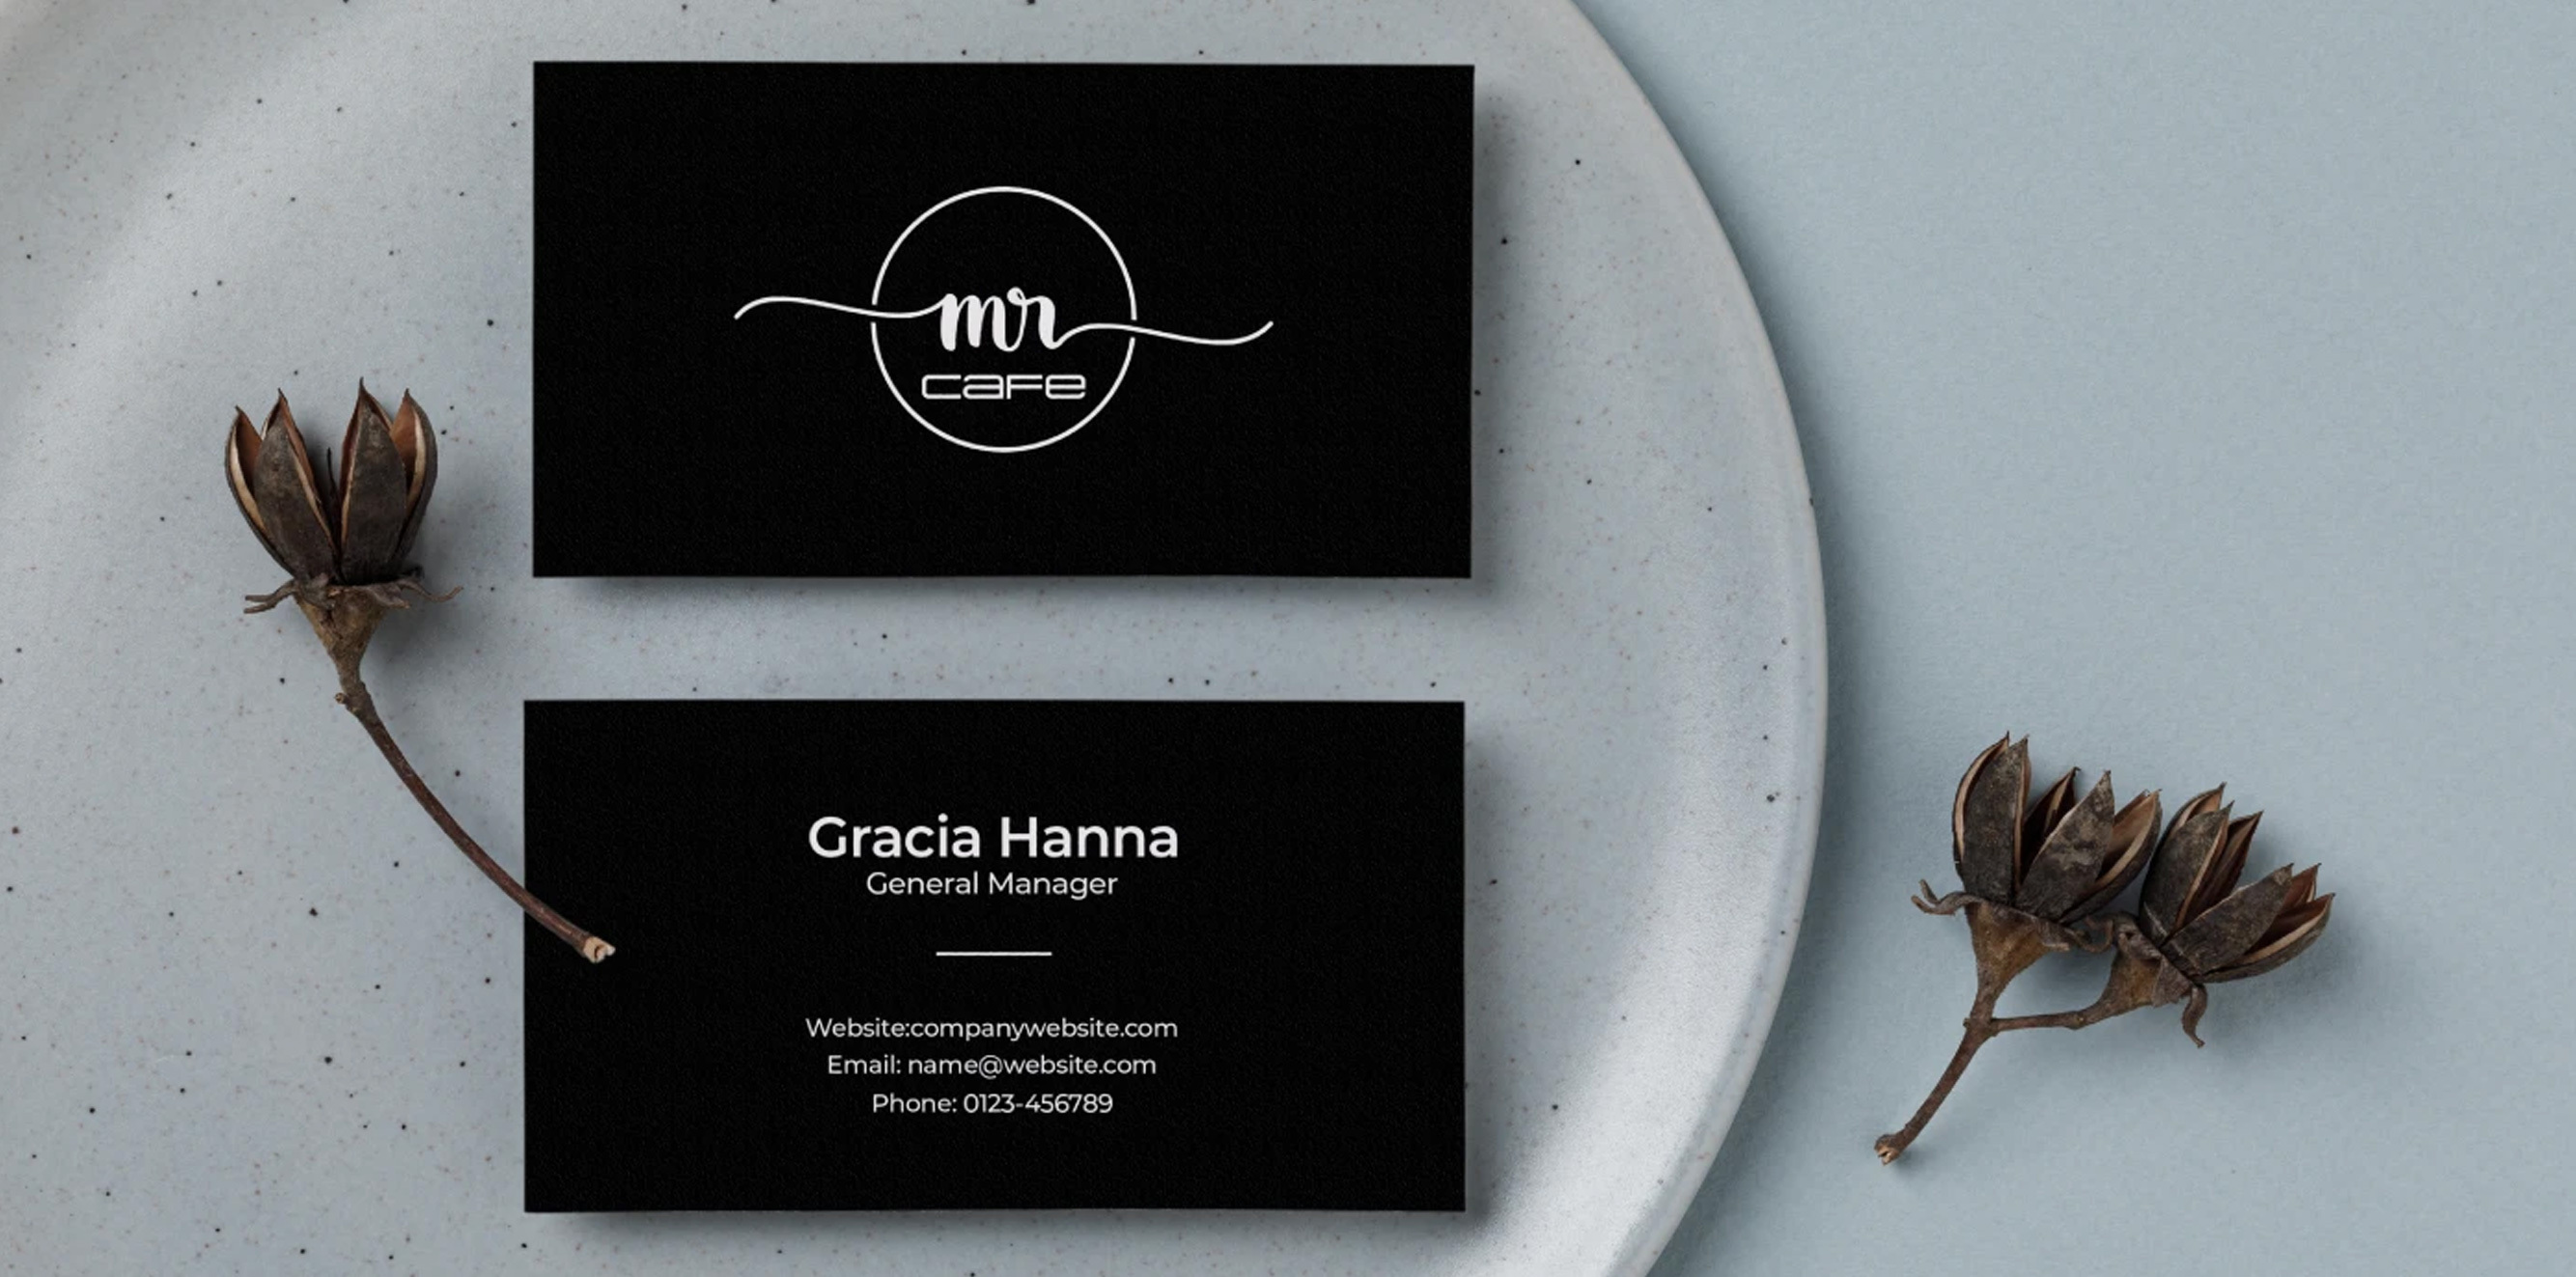 mr
cafe
Gracia Hanna
General Manager
Website:companywebsite.com
Email: name@website.com
Phone: 0123-456789